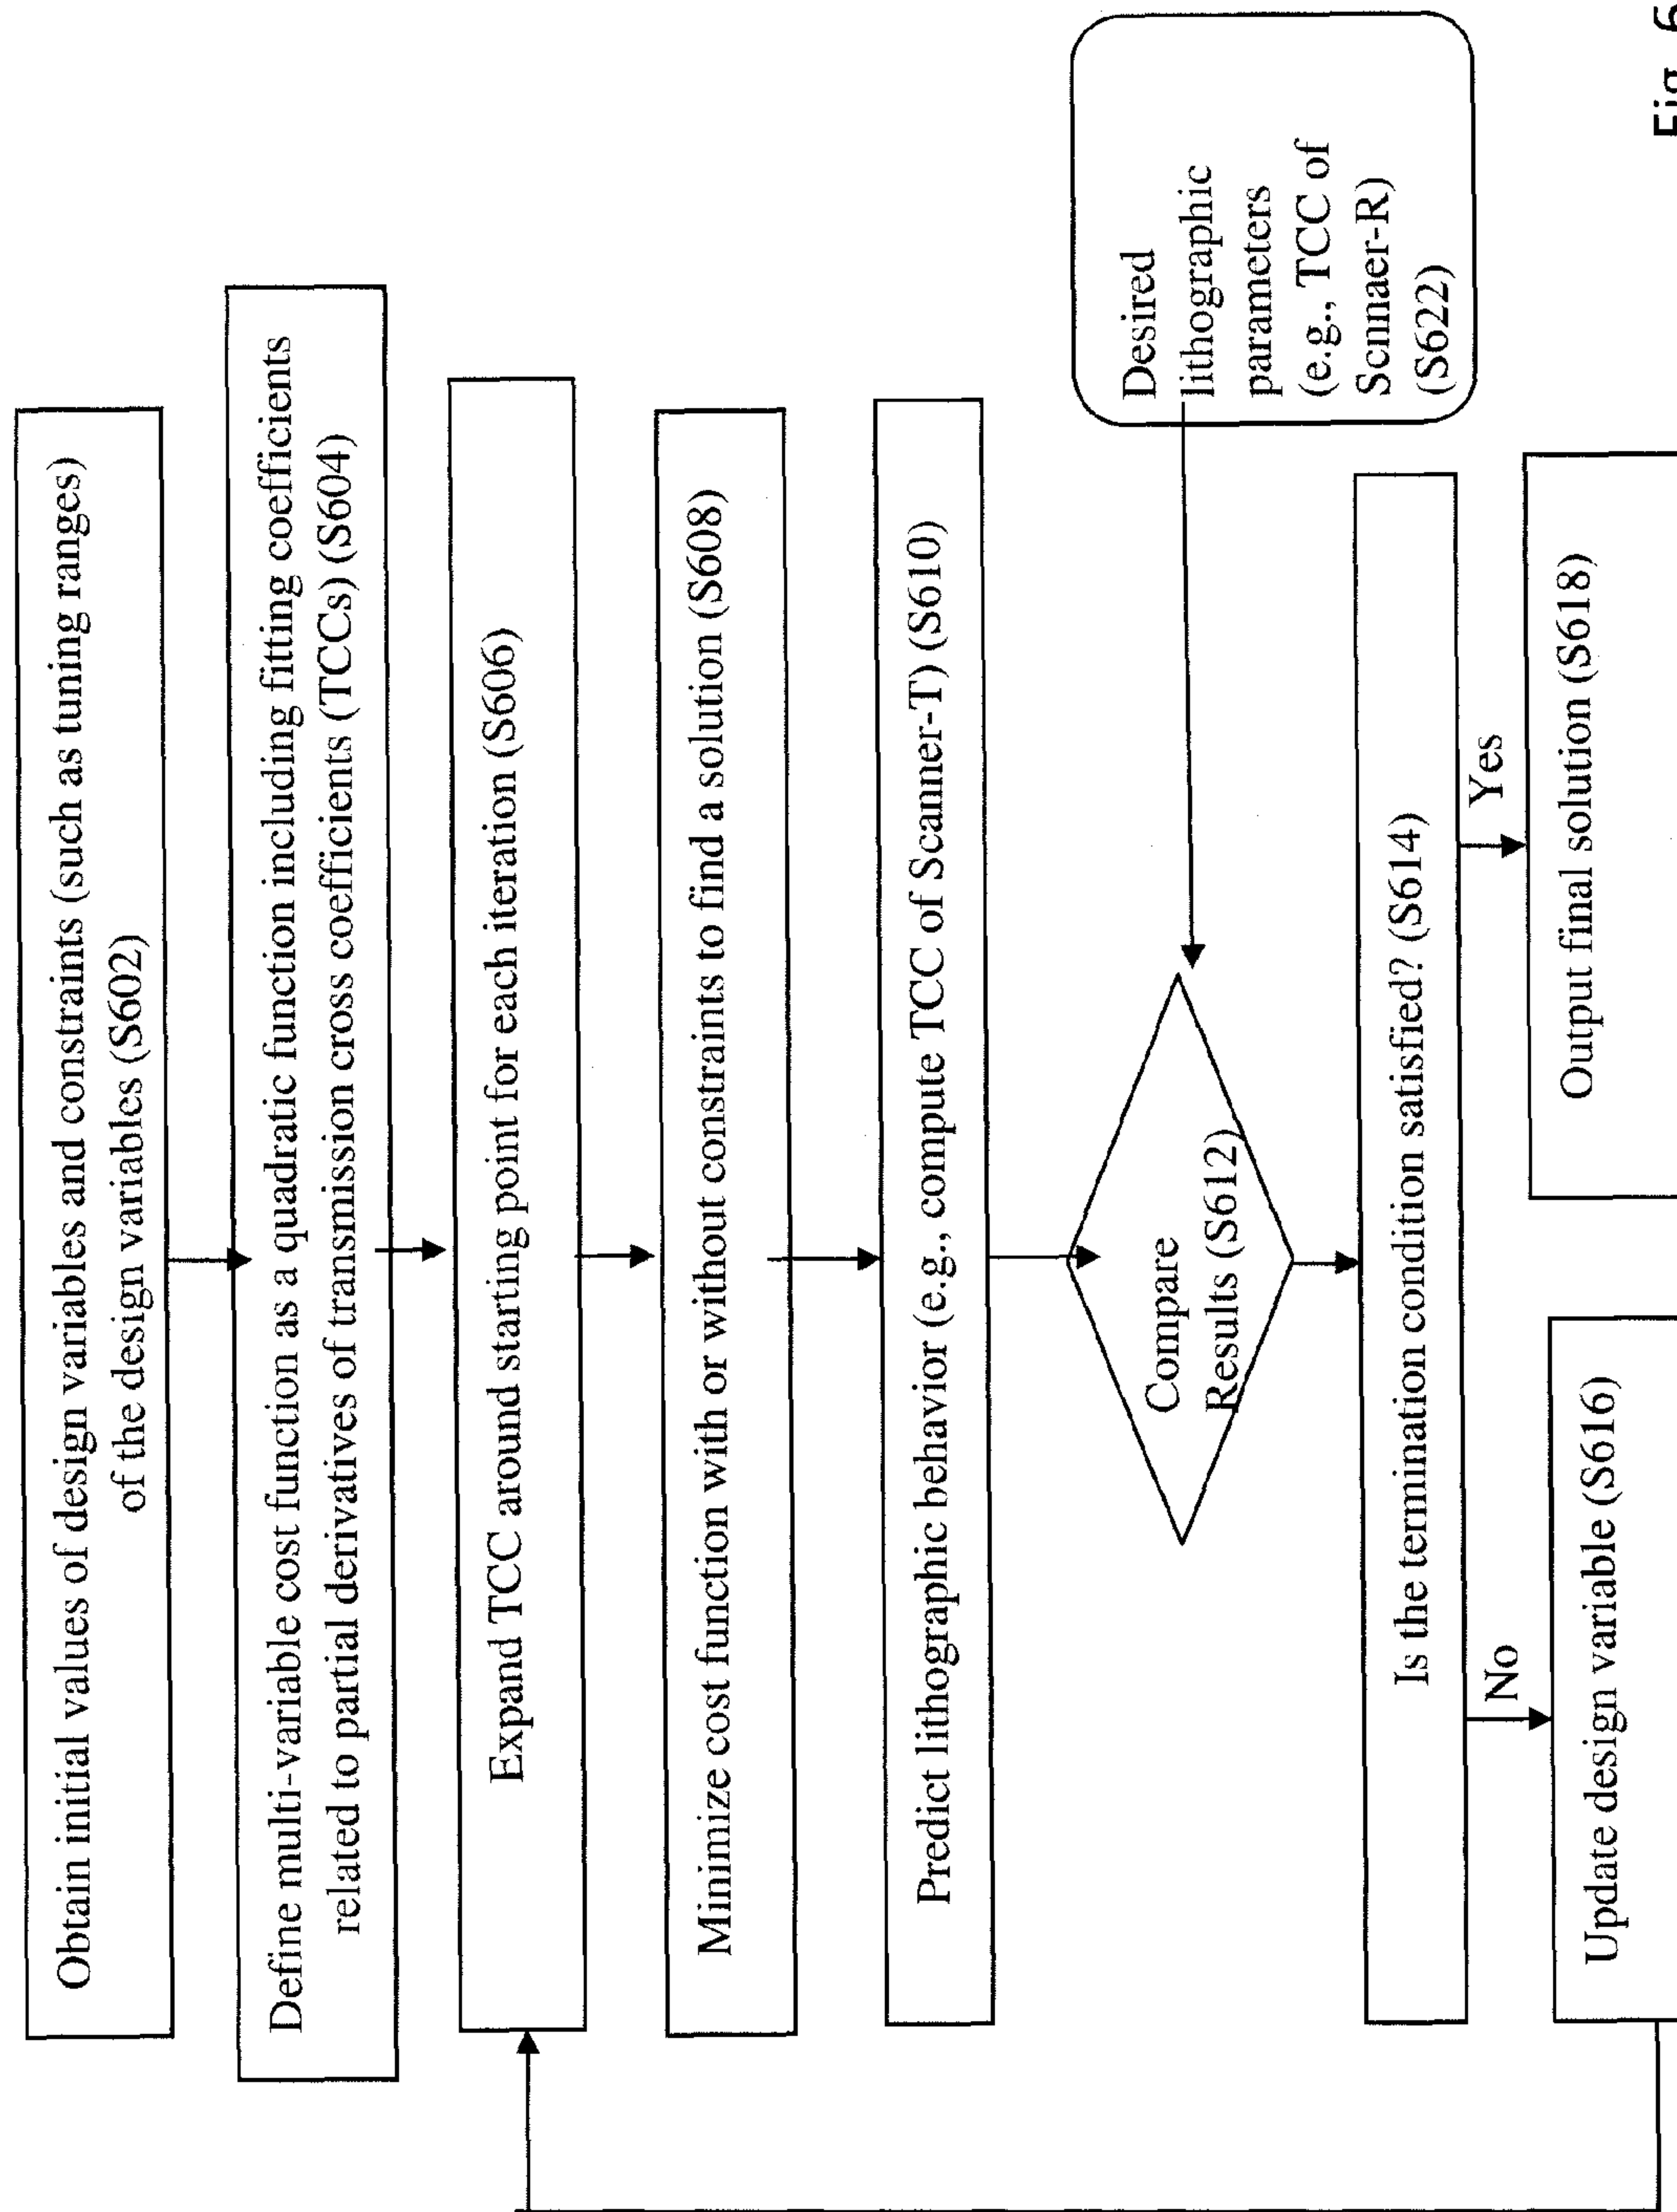 Obtain initial values of design variables and constraints (such as tuning ranges)
of the design variables (S602)
Define multi-variable cost function as a quadratic function including fitting coefficients
related to partial derivatives of transmission cross coefficients (TCCs) (S604)
Expand TCC around starting point for each iteration (S606)
Minimize cost function with or without constraints to find a solution (S608)
Predict lithographic behavior (e.g., compute TCC of Scanner-T) (S610)
Compare
Results (S612)
Desired
lithographic
parameters
(e.g., TCC of
Scnnaer-R)
(S622)
Is the termination condition satisfied? (S614)
No
Yes
Update design variable (S616)
Output final solution (S618)
Fig. 6